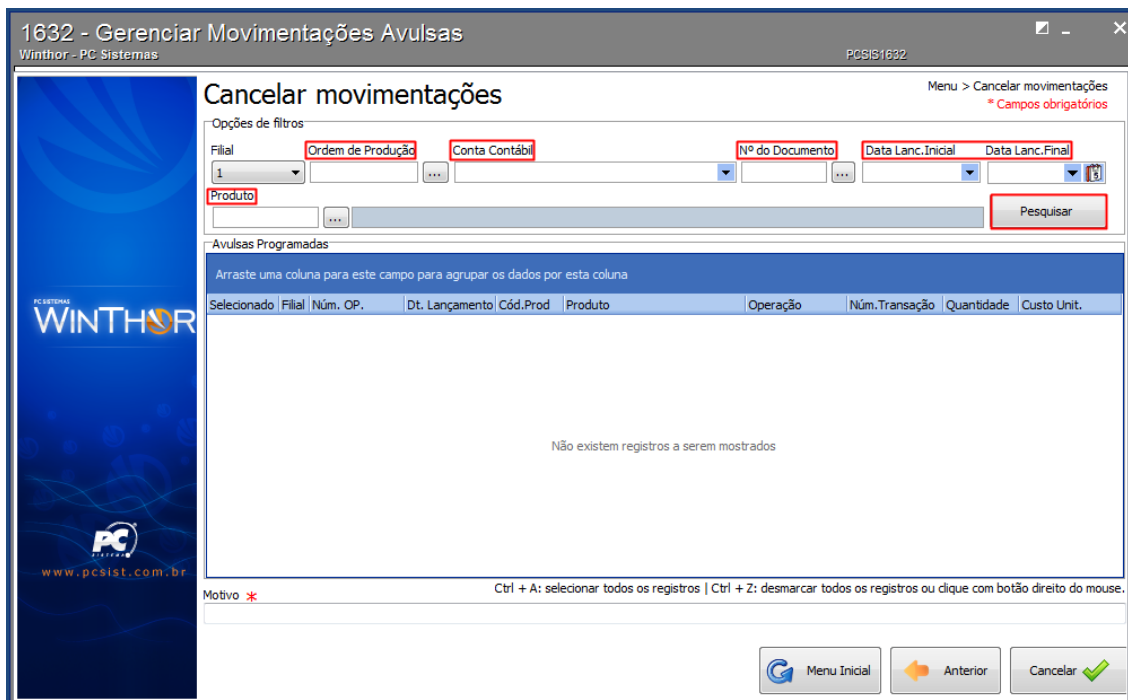 1632 - Gerenciar Movimentações Avulsas
Winthor - PC Sistemas
PCSIS1632
Cancelar movimentações
Menu > Cancelar movimentações
* Campos obrigatórios
Opções de filtros
Filial Ordem de Produção Conta Contábil Nº do Documento Data Lanc.Inicial Data Lanc.Final
1 ... ...
Produto
... Pesquisar
Avulsas Programadas
Arraste uma coluna para este campo para agrupar os dados por esta coluna
Selecionado Filial Núm. OP. Dt. Lançamento Cód.Prod Produto Operação Núm.Transação Quantidade Custo Unit.
PC SISTEMAS
WINTHOR
Não existem registros a serem mostrados
PC
SISTEMAS
www.pcsist.com.br
Ctrl + A: selecionar todos os registros | Ctrl + Z: desmarcar todos os registros ou clique com botão direito do mouse.
Motivo *
Menu Inicial Anterior Cancelar